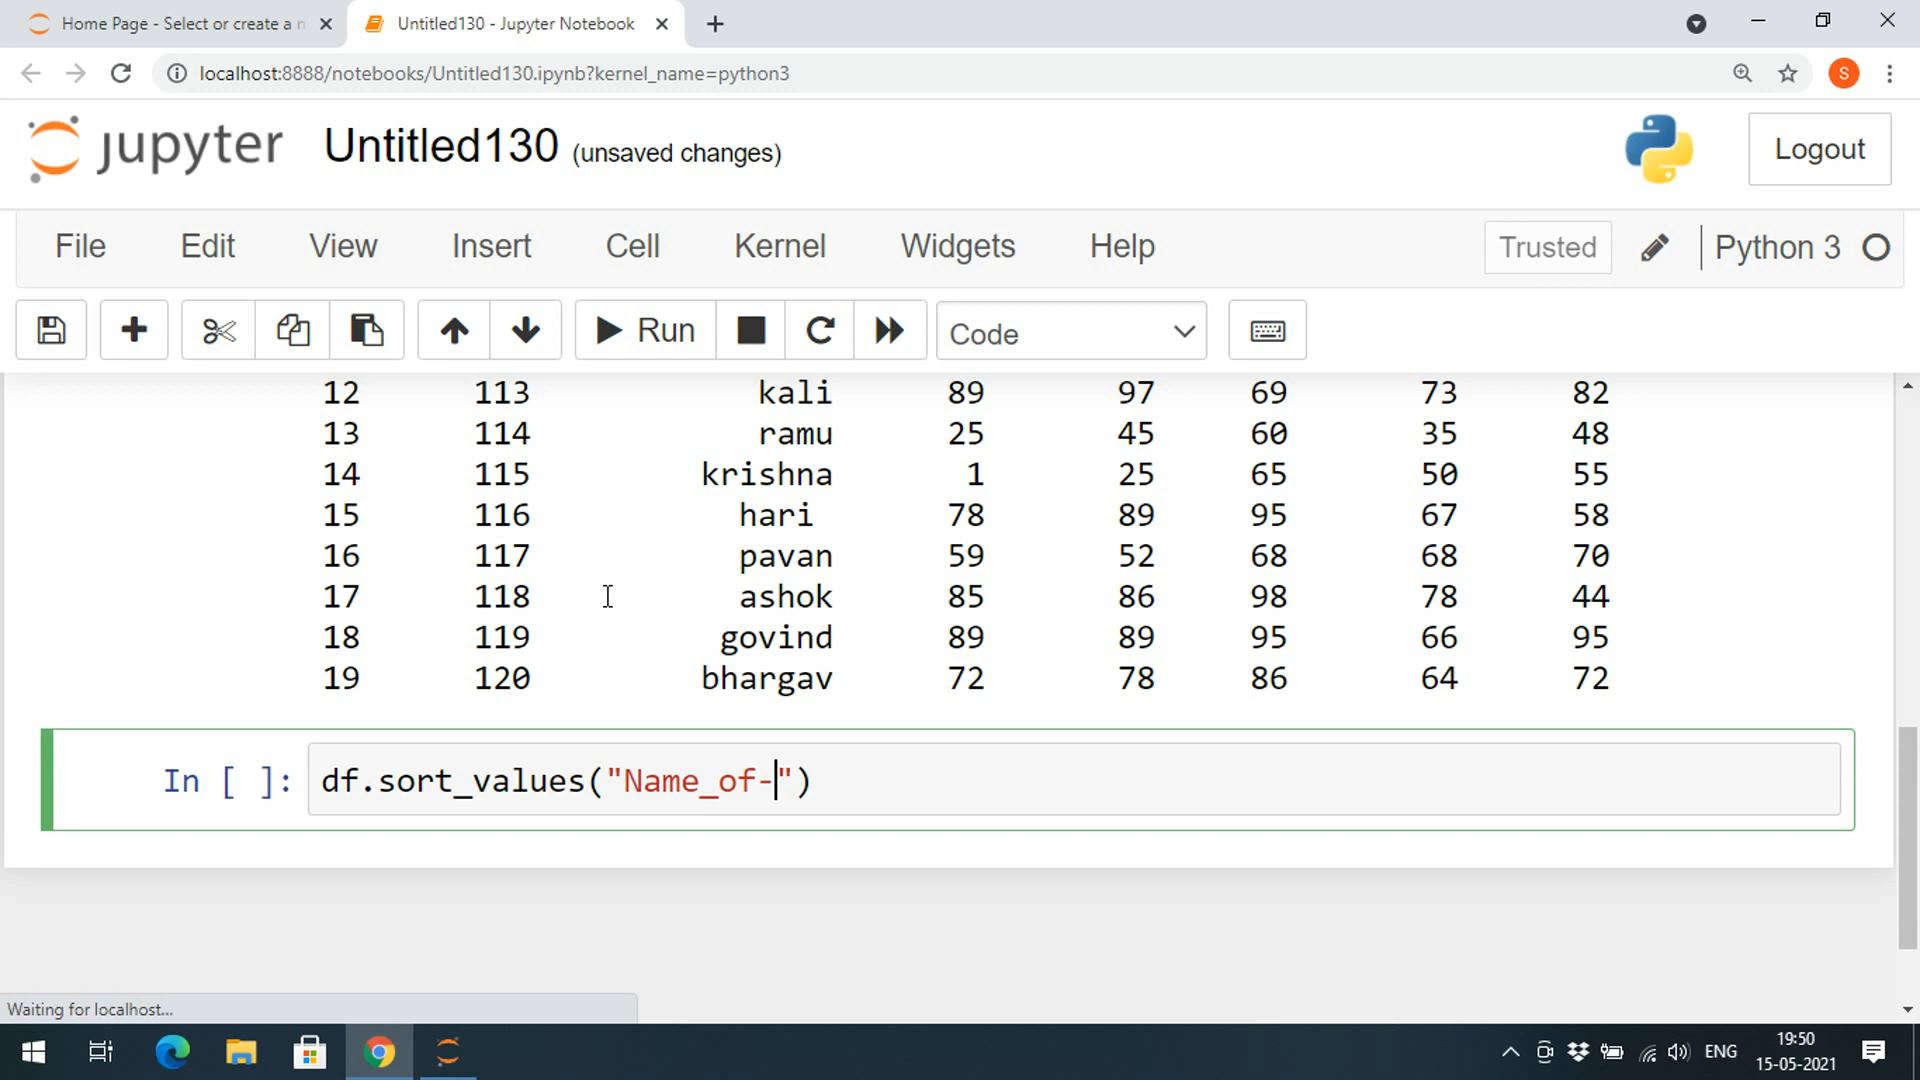 Home Page - Select or create a n
Untitled130 - Jupyter Notebook
localhost:8888/notebooks/Untitled130.ipynb?kernel_name=python3
S
jupyter Untitled130 (unsaved changes)
Logout
File Edit View Insert Cell Kernel Widgets Help Trusted Python 3
Run Code
12 113 kali 89 97 69 73 82
13 114 ramu 25 45 60 35 48
14 115 krishna 1 25 65 50 55
15 116 hari 78 89 95 67 58
16 117 pavan 59 52 68 68 70
17 118 ashok 85 86 98 78 44
18 119 govind 89 89 95 66 95
19 120 bhargav 72 78 86 64 72
In [ ]: df.sort_values("Name_of-")
Waiting for localhost...
ENG
19:50
15-05-2021